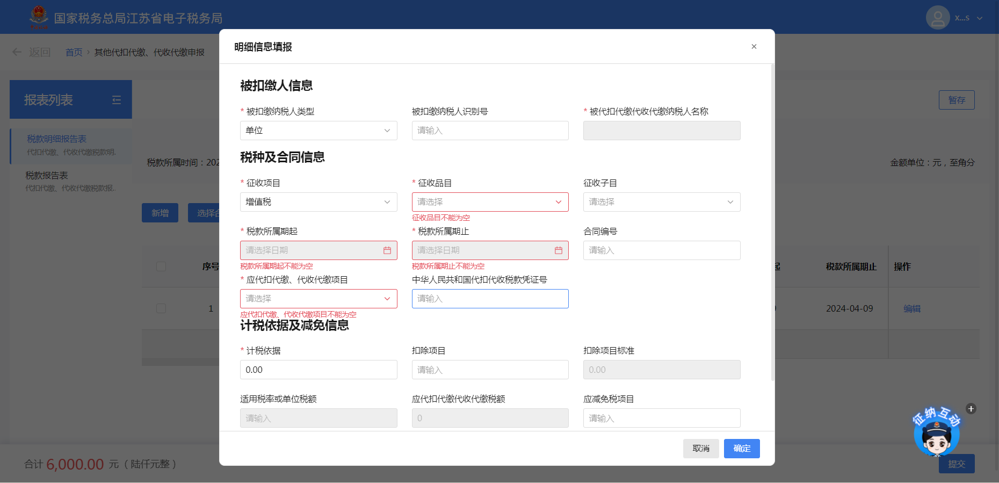 国家税务总局江苏省电子税务局
x...s
返回
首页 > 其他代扣代缴、代收代缴申报
报表列表
暂存
税款明细报告表
代扣代缴、代收代缴税款明..
税款报告表
代扣代缴、代收代缴税款报..
税款所属时间：202
金额单位：元，至角分
新增
选择合
序号
起
税款所属期止
操作
1
9
2024-04-09
编辑
合计 6,000.00 元（陆仟元整）
提交
征纳互动
明细信息填报
×
被扣缴人信息
* 被扣缴纳税人类型
被扣缴纳税人识别号
* 被代扣代缴代收代缴纳税人名称
单位
请输入
税种及合同信息
* 征收项目
* 征收品目
征收子目
增值税
请选择
请选择
征收品目不能为空
* 税款所属期起
* 税款所属期止
合同编号
请选择日期
请选择日期
请输入
税款所属期起不能为空
税款所属期止不能为空
* 应代扣代缴、代收代缴项目
中华人民共和国代扣代收税款凭证号
请选择
请输入
应代扣代缴、代收代缴项目不能为空
计税依据及减免信息
* 计税依据
扣除项目
扣除项目标准
0.00
请输入
0.00
适用税率或单位税额
应代扣代缴代收代缴税额
应减免税项目
请输入
0
请输入
取消
确定